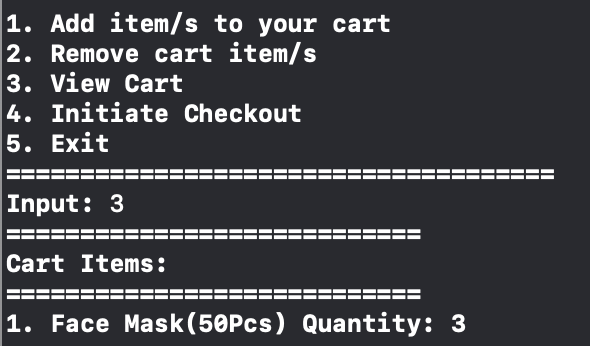 1. Add item/s to your cart
2. Remove cart item/s
3. View Cart
4. Initiate Checkout
5. Exit
=====================================
Input: 3
============================
Cart Items:
============================
1. Face Mask(50Pcs) Quantity: 3